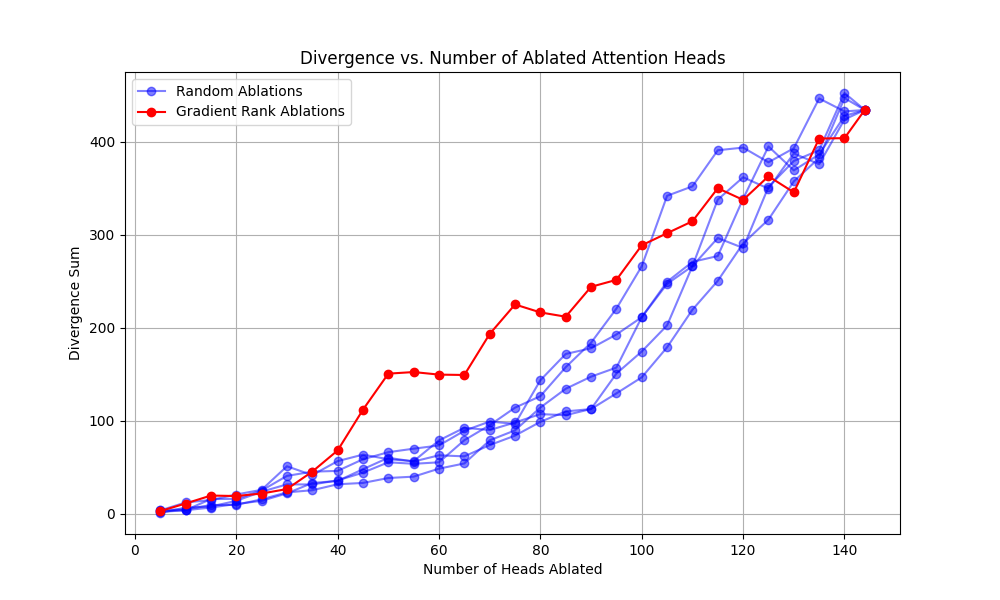 Divergence vs. Number of Ablated Attention Heads
Random Ablations
Gradient Rank Ablations
Divergence Sum
400
300
200
100
0
0 20 40 60 80 100 120 140
Number of Heads Ablated